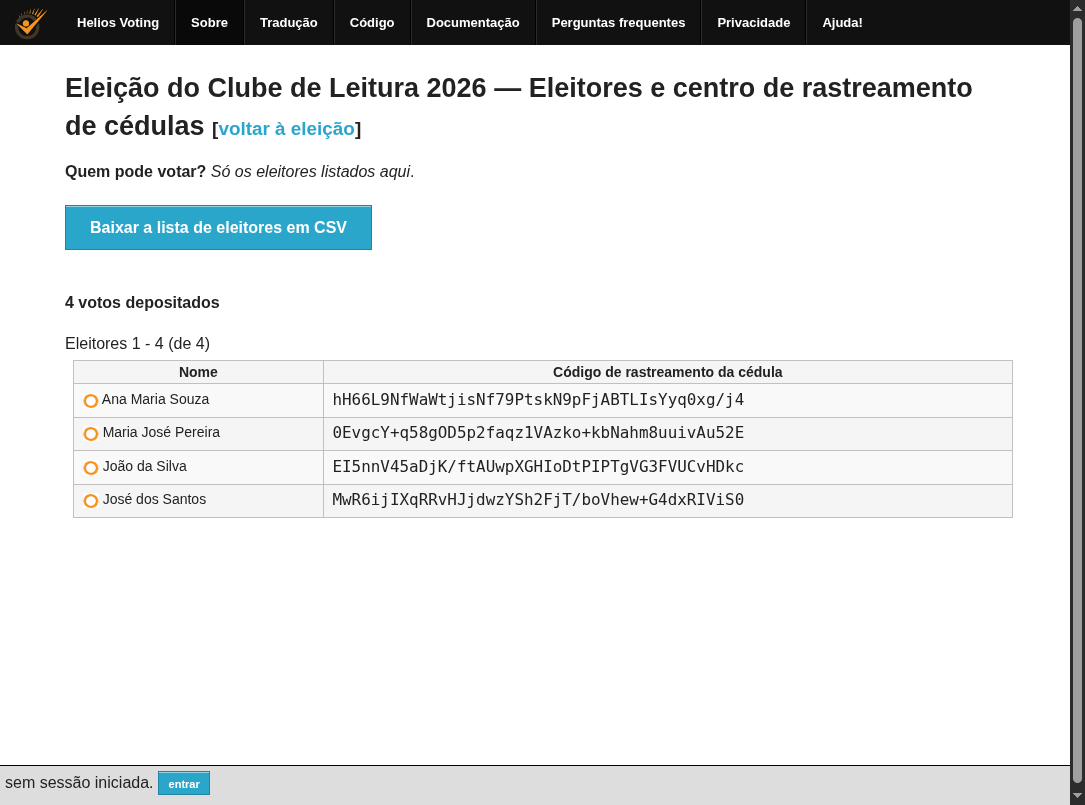 Helios Voting Sobre Tradução Código Documentação Perguntas frequentes Privacidade Ajuda!
Eleição do Clube de Leitura 2026 — Eleitores e centro de rastreamento
de cédulas [voltar à eleição]
Quem pode votar? Só os eleitores listados aqui.
Baixar a lista de eleitores em CSV
4 votos depositados
Eleitores 1 - 4 (de 4)
Nome Código de rastreamento da cédula
Ana Maria Souza hH66L9NfWaWtjisNf79PtskN9pFjABTLIsYyq0xg/j4
Maria José Pereira 0EvgcY+q58gOD5p2faqz1VAzko+kbNahm8uuivAu52E
João da Silva EI5nnV45aDjK/ftAUwpXGHIoDtPIPTgVG3FVUCvHDkc
José dos Santos MwR6ijIXqRRvHJjdwzYSh2FjT/boVhew+G4dxRIViS0
sem sessão iniciada. entrar